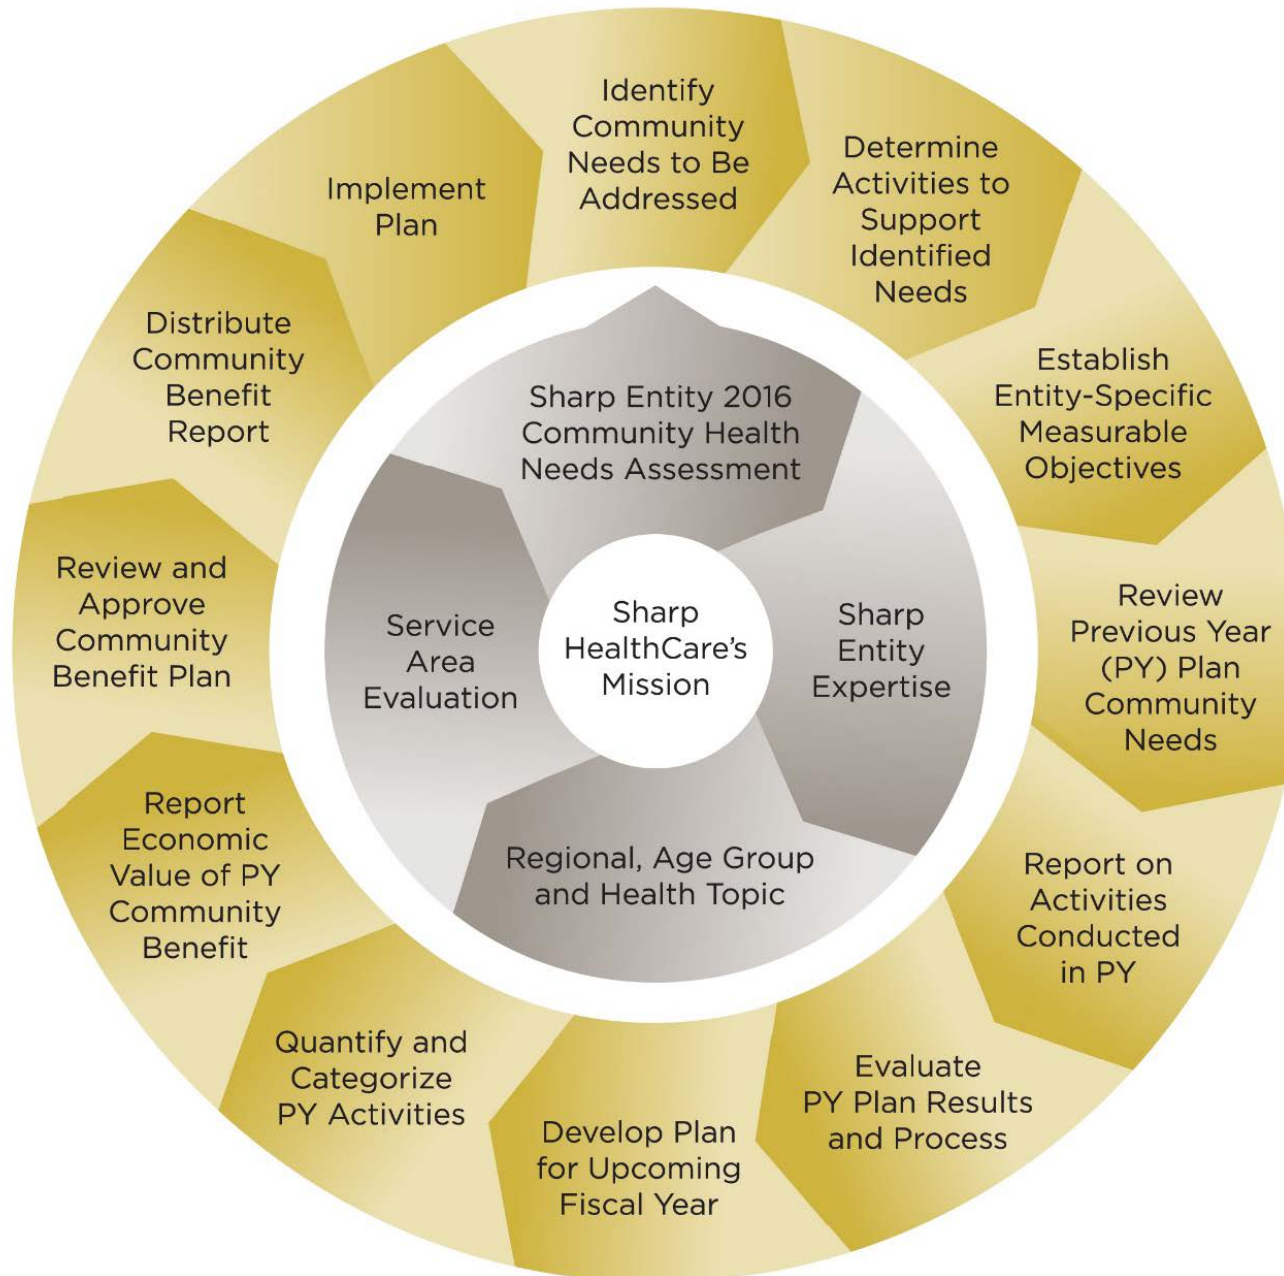 Identify
Community
Needs to Be
Addressed
Determine
Activities to
Support
Identified
Needs
Establish
Entity-Specific
Measurable
Objectives
Review
Previous Year
(PY) Plan
Community
Needs
Report on
Activities
Conducted
in PY
Evaluate
PY Plan Results
and Process
Develop Plan
for Upcoming
Fiscal Year
Quantify and
Categorize
PY Activities
Report
Economic
Value of PY
Community
Benefit
Review and
Approve
Community
Benefit Plan
Distribute
Community
Benefit
Report
Implement
Plan
Sharp Entity 2016
Community Health
Needs Assessment
Sharp
Entity
Expertise
Regional, Age Group
and Health Topic
Service
Area
Evaluation
Sharp
HealthCare's
Mission